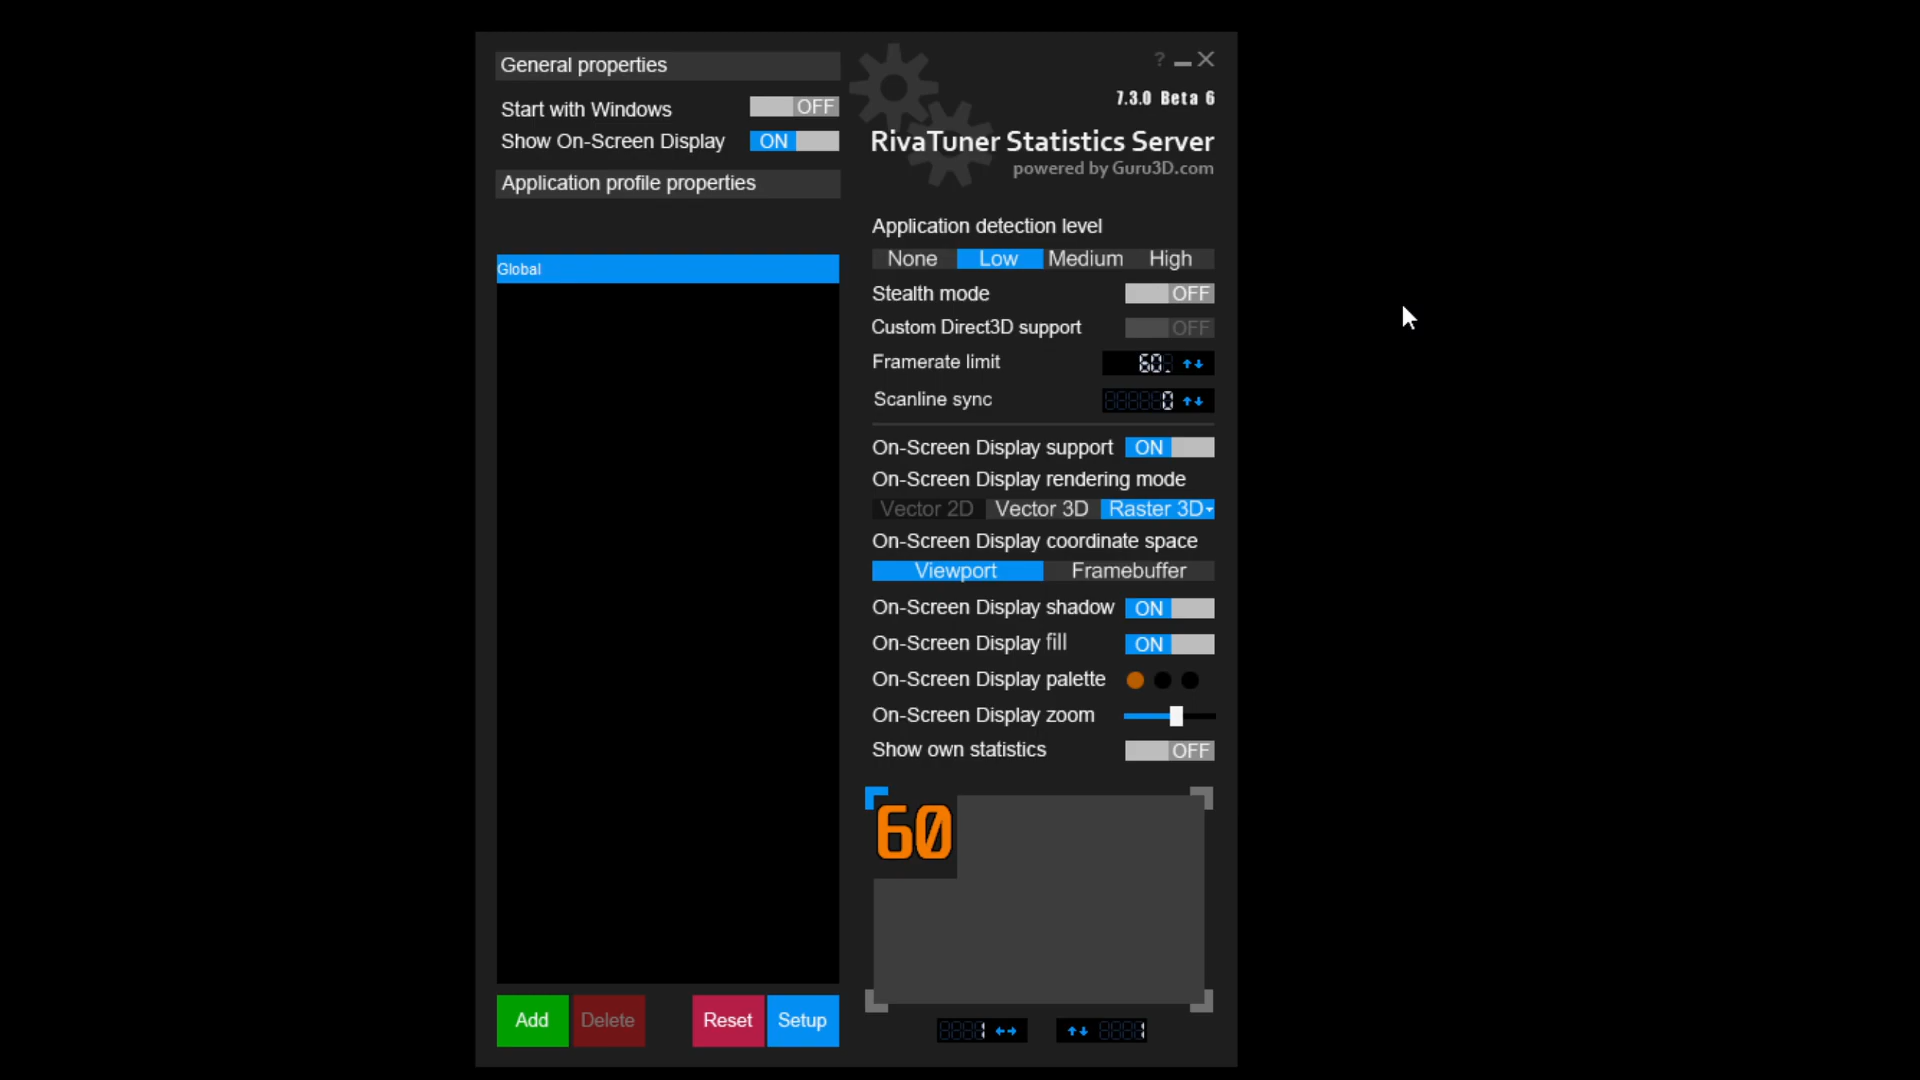 General properties
Start with Windows OFF
Show On-Screen Display ON
Application profile properties
Global
Add Delete Reset Setup
?
7.3.0 Beta 6
RivaTuner Statistics Server
powered by Guru3D.com
Application detection level
None Low Medium High
Stealth mode OFF
Custom Direct3D support OFF
Framerate limit 60
Scanline sync 0
On-Screen Display support ON
On-Screen Display rendering mode
Vector 2D Vector 3D Raster 3D
On-Screen Display coordinate space
Viewport Framebuffer
On-Screen Display shadow ON
On-Screen Display fill ON
On-Screen Display palette
On-Screen Display zoom
Show own statistics OFF
60
1 1